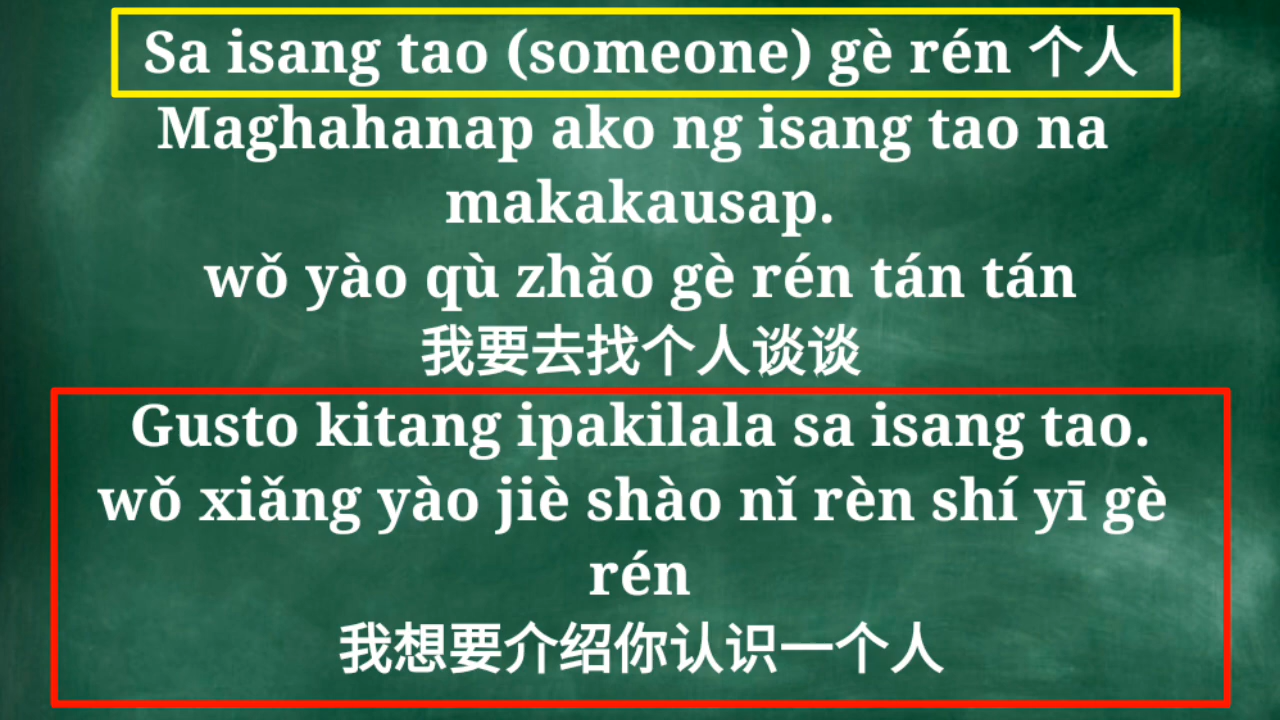 Sa isang tao (someone) gè rén 个人
Maghahanap ako ng isang tao na
makakausap.
wǒ yào qù zhǎo gè rén tán tán
我要去找个人谈谈
Gusto kitang ipakilala sa isang tao.
wǒ xiǎng yào jiè shào nǐ rèn shí yī gè
rén
我想要介绍你认识一个人